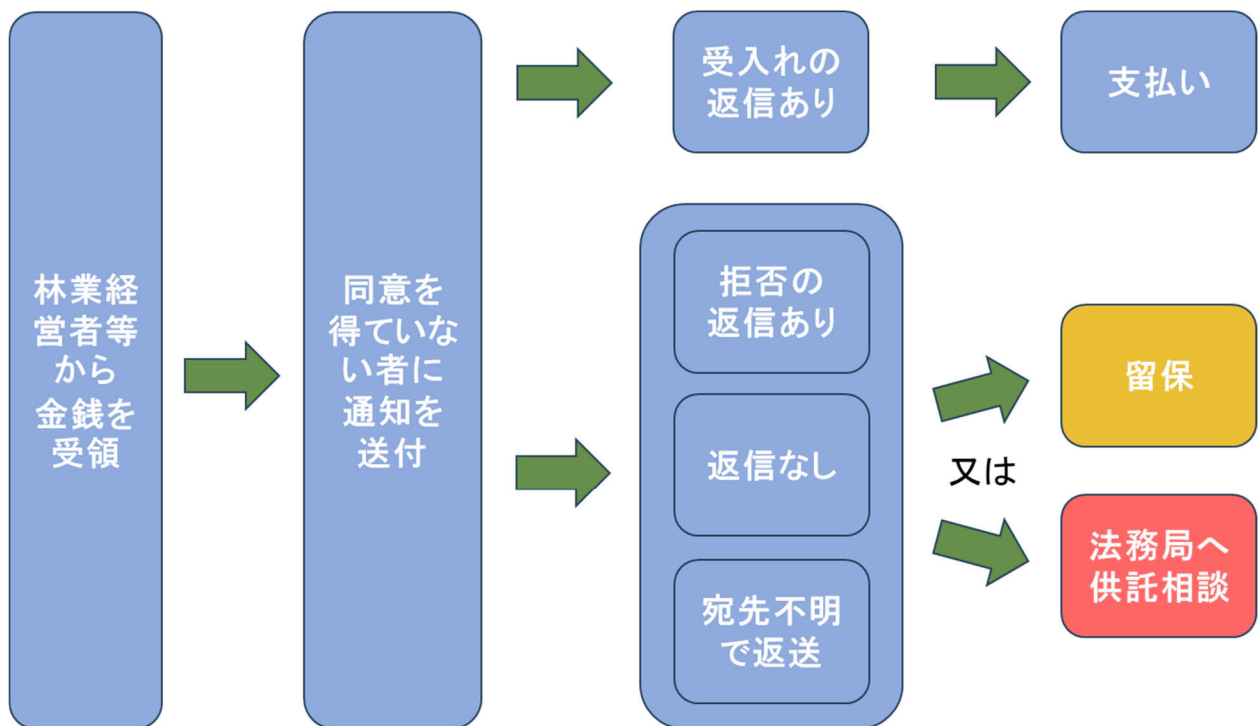 林業経
営者等
から
金銭を
受領
同意を
得ていな
い者に
通知を
送付
受入れの
返信あり
支払い
拒否の
返信あり
返信なし
宛先不明
で返送
留保
又は
法務局へ
供託相談